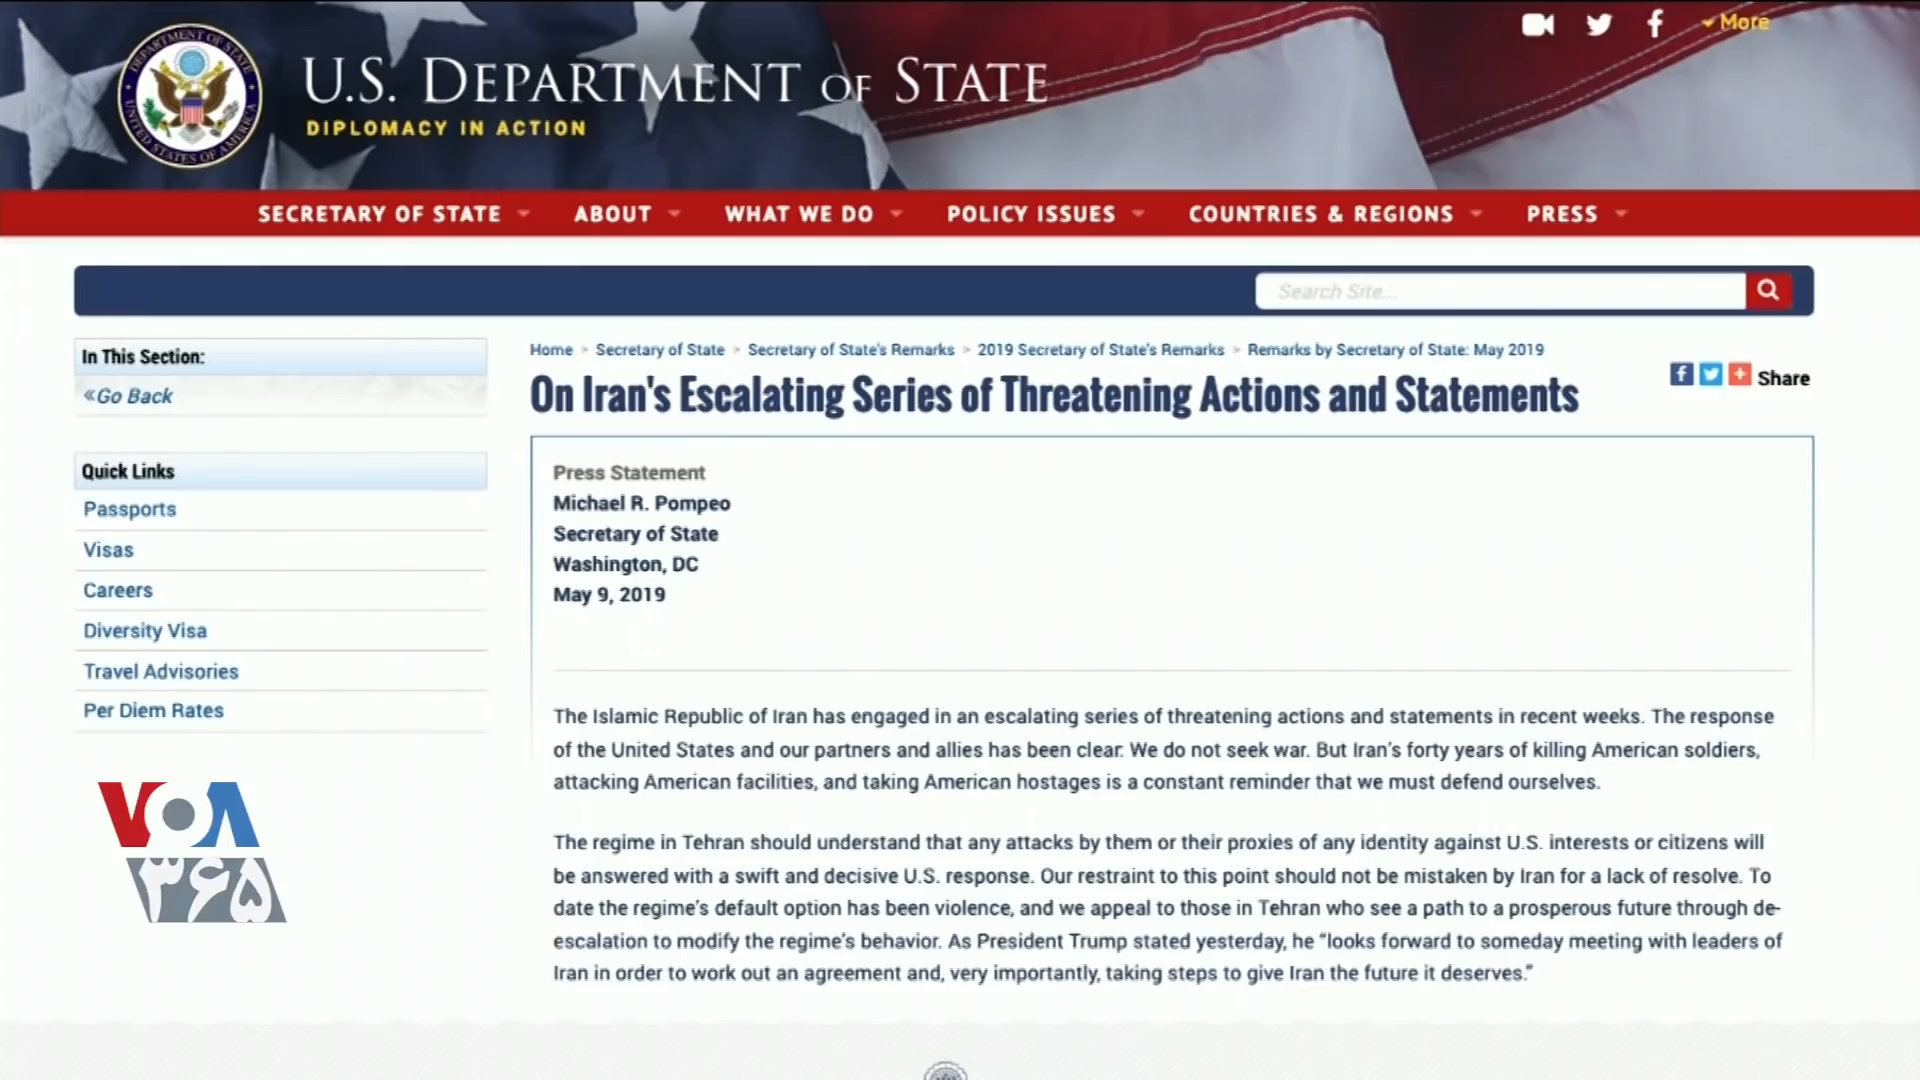 DEPARTMENT OF STATE
UNITED STATES OF AMERICA
U.S. DEPARTMENT OF STATE
DIPLOMACY IN ACTION
More
SECRETARY OF STATE ABOUT WHAT WE DO POLICY ISSUES COUNTRIES & REGIONS PRESS
Search Site...
In This Section:
«Go Back
Quick Links
Passports
Visas
Careers
Diversity Visa
Travel Advisories
Per Diem Rates
VOA
۳۶۵
Home > Secretary of State > Secretary of State's Remarks > 2019 Secretary of State's Remarks > Remarks by Secretary of State: May 2019
On Iran's Escalating Series of Threatening Actions and Statements
Share
Press Statement
Michael R. Pompeo
Secretary of State
Washington, DC
May 9, 2019
The Islamic Republic of Iran has engaged in an escalating series of threatening actions and statements in recent weeks. The response
of the United States and our partners and allies has been clear. We do not seek war. But Iran's forty years of killing American soldiers,
attacking American facilities, and taking American hostages is a constant reminder that we must defend ourselves.
The regime in Tehran should understand that any attacks by them or their proxies of any identity against U.S. interests or citizens will
be answered with a swift and decisive U.S. response. Our restraint to this point should not be mistaken by Iran for a lack of resolve. To
date the regime's default option has been violence, and we appeal to those in Tehran who see a path to a prosperous future through de-
escalation to modify the regime's behavior. As President Trump stated yesterday, he "looks forward to someday meeting with leaders of
Iran in order to work out an agreement and, very importantly, taking steps to give Iran the future it deserves."